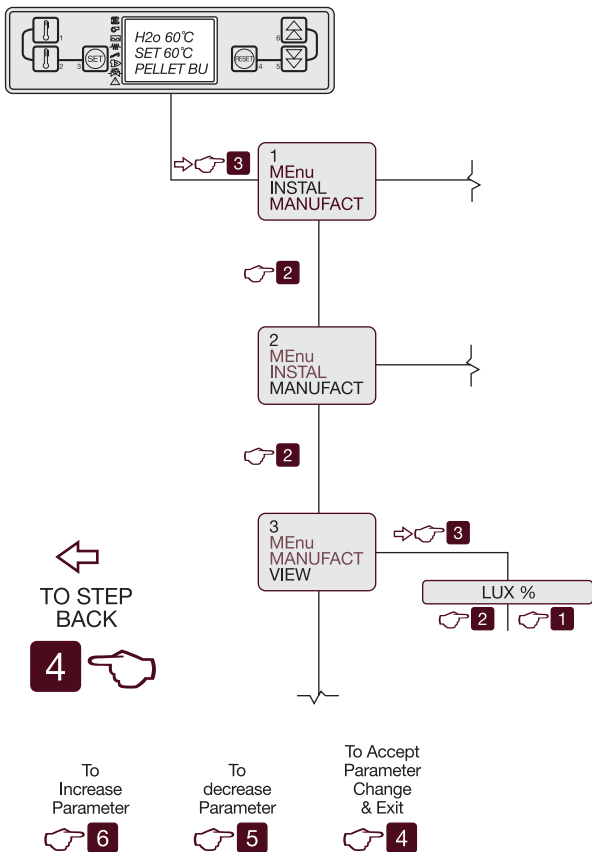 1
2
3
SET
H2o 60°C
SET 60°C
PELLET BU
RESET
4
6
5
3
1
MEnu
INSTAL
MANUFACT
2
2
MEnu
INSTAL
MANUFACT
2
3
MEnu
MANUFACT
VIEW
3
LUX %
2
1
TO STEP
BACK
4
To
Increase
Parameter
6
To
decrease
Parameter
5
To Accept
Parameter
Change
& Exit
4